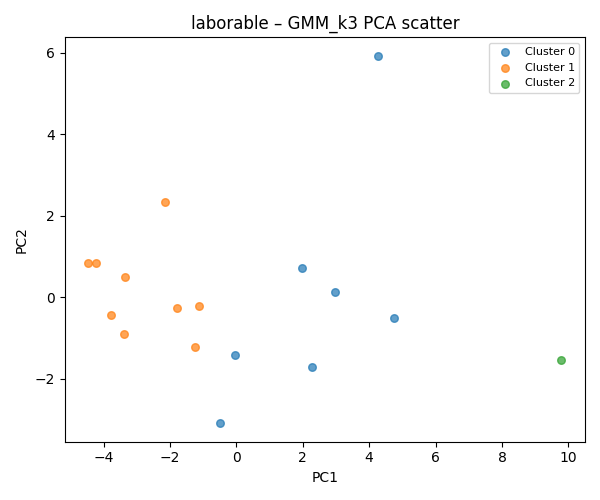 laborable – GMM_k3 PCA scatter
Cluster 0
Cluster 1
Cluster 2
PC2
6
4
2
0
−2
−4
−2
0
2
4
6
8
10
PC1